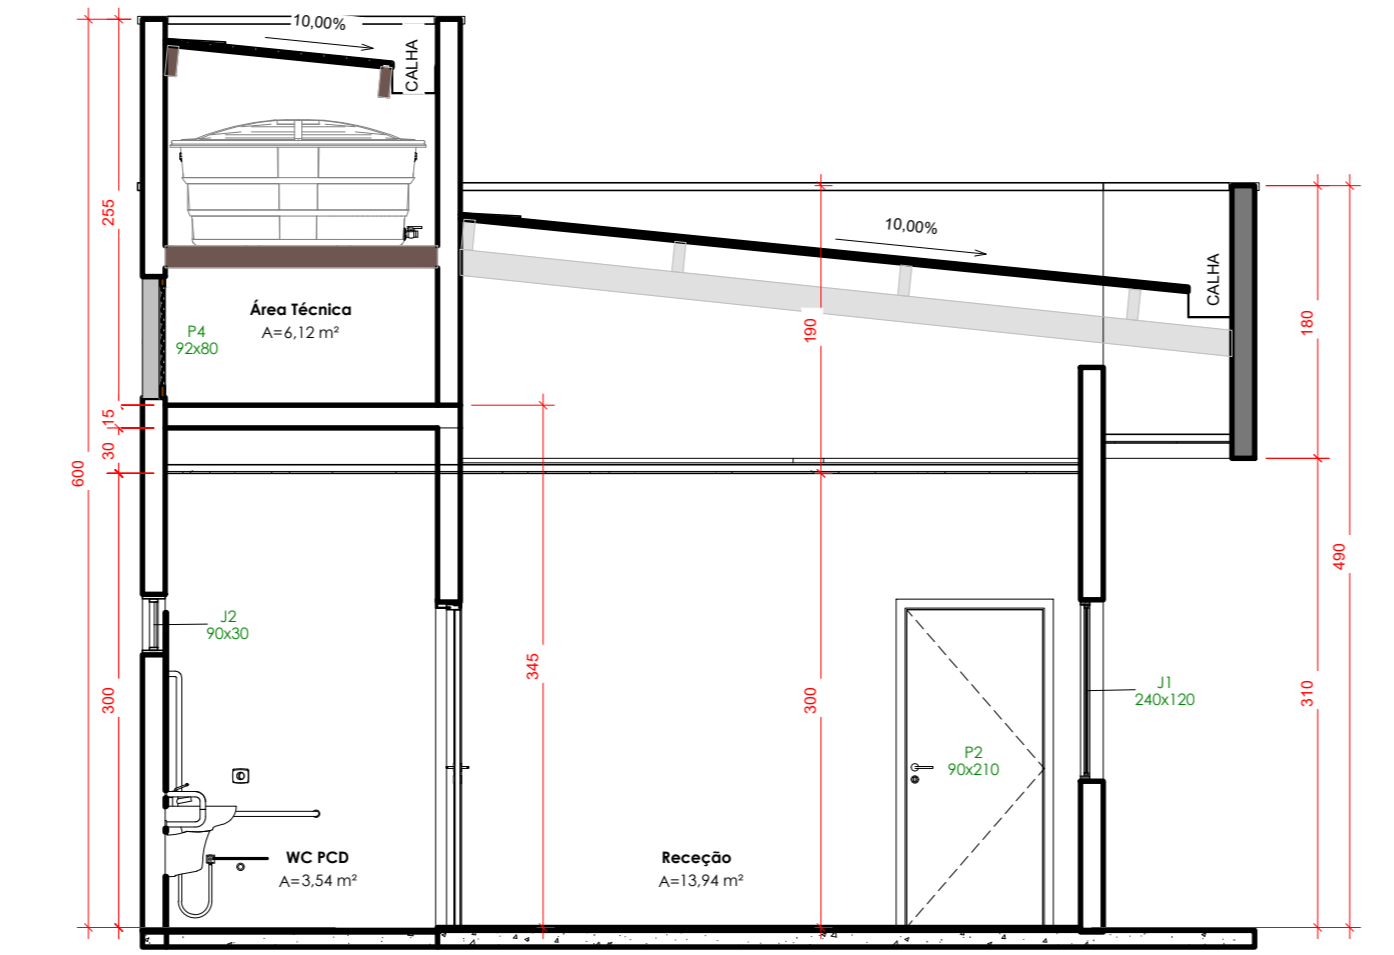 10,00%
CALHA
255
10,00%
CALHA
Área Técnica
A=6,12 m²
P4
92x80
190
180
15
30
600
490
J2
90x30
345
300
300
310
J1
240x120
P2
90x210
WC PCD
A=3,54 m²
Receção
A=13,94 m²